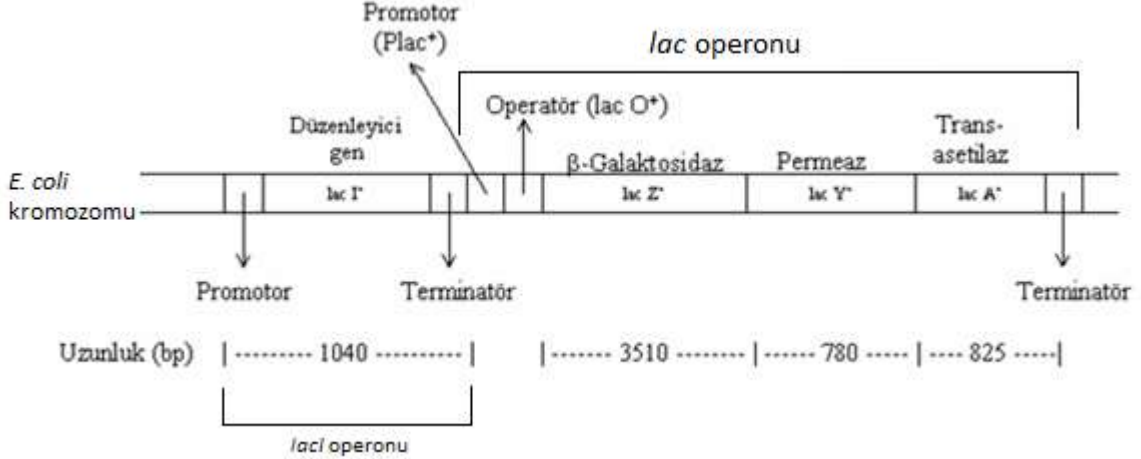 Promotor
(Plac⁺)
lac operonu
Operatör (lac O⁺)
Düzenleyici
gen
Trans-
asetilaz
β-Galaktosidaz
Permeaz
E. coli
kromozomu
lac I⁺
lac Z⁺
lac Y⁺
lac A⁺
Promotor
Terminatör
Terminatör
Uzunluk (bp)
|--------- 1040 ----------|
|------- 3510 --------|
|----- 780 -----|
|---- 825 -----|
lacI operonu